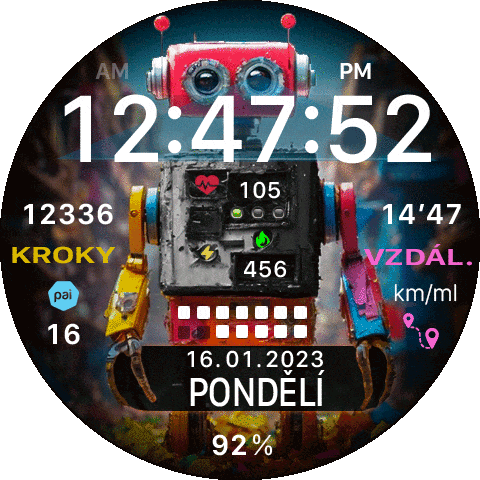 AM PM
12:47:52
105
12336 14'47
KROKY VZDÁL.
456
pai km/ml
16
16.01.2023
PONDĚLÍ
92%